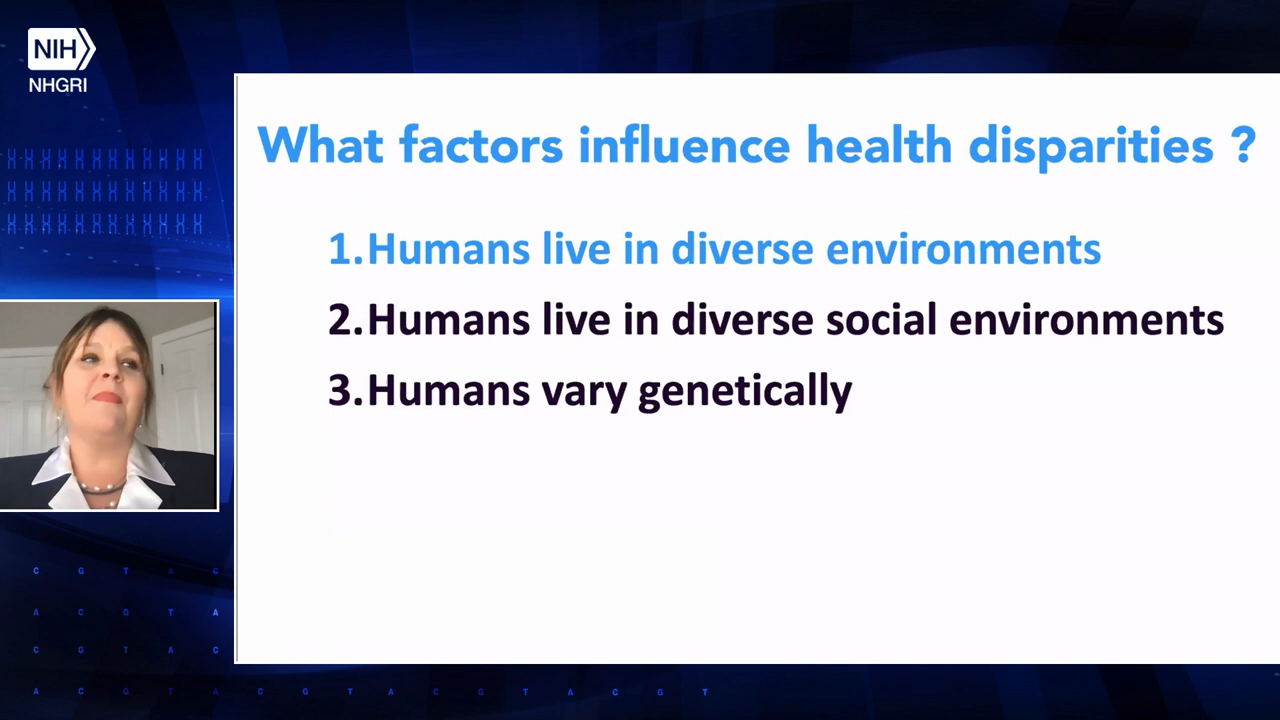 NIH
NHGRI
What factors influence health disparities ?
1.Humans live in diverse environments
2.Humans live in diverse social environments
3.Humans vary genetically
C G T A C
A C G T A
C G T A C
A C G T A C G T A C G T A C G T